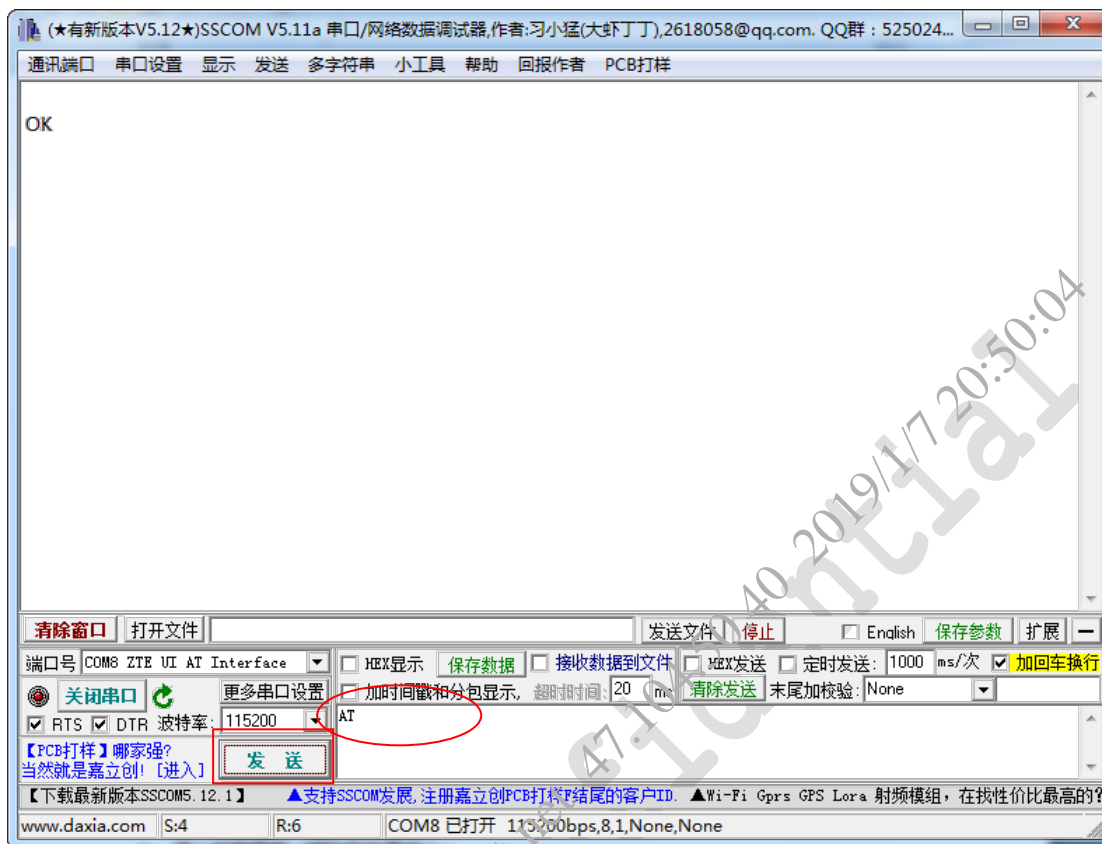 (★有新版本V5.12★)SSCOM V5.11a 串口/网络数据调试器,作者:习小猛(大虾丁丁),2618058@qq.com. QQ群：525024...
通讯端口 串口设置 显示 发送 多字符串 小工具 帮助 回报作者 PCB打样
OK
清除窗口 打开文件 发送文件 停止 English 保存参数 扩展 —
端口号 COM8 ZTE UI AT Interface HEX显示 保存数据 接收数据到文件 HEX发送 定时发送: 1000 ms/次 加回车换行
关闭串口 更多串口设置 加时间戳和分包显示, 超时时间: 20 清除发送 末尾加校验: None
RTS DTR 波特率: 115200 AT
【PCB打样】哪家强?
当然就是嘉立创! [进入] 发 送
【下载最新版本SSCOM5.12.1】 ▲支持SSCOM发展,注册嘉立创PCB打样F结尾的客户ID. ▲Wi-Fi Gprs GPS Lora 射频模组，在找性价比最高的?
www.daxia.com S:4 R:6 COM8 已打开 115200bps,8,1,None,None
2019/1/7 20:50:04